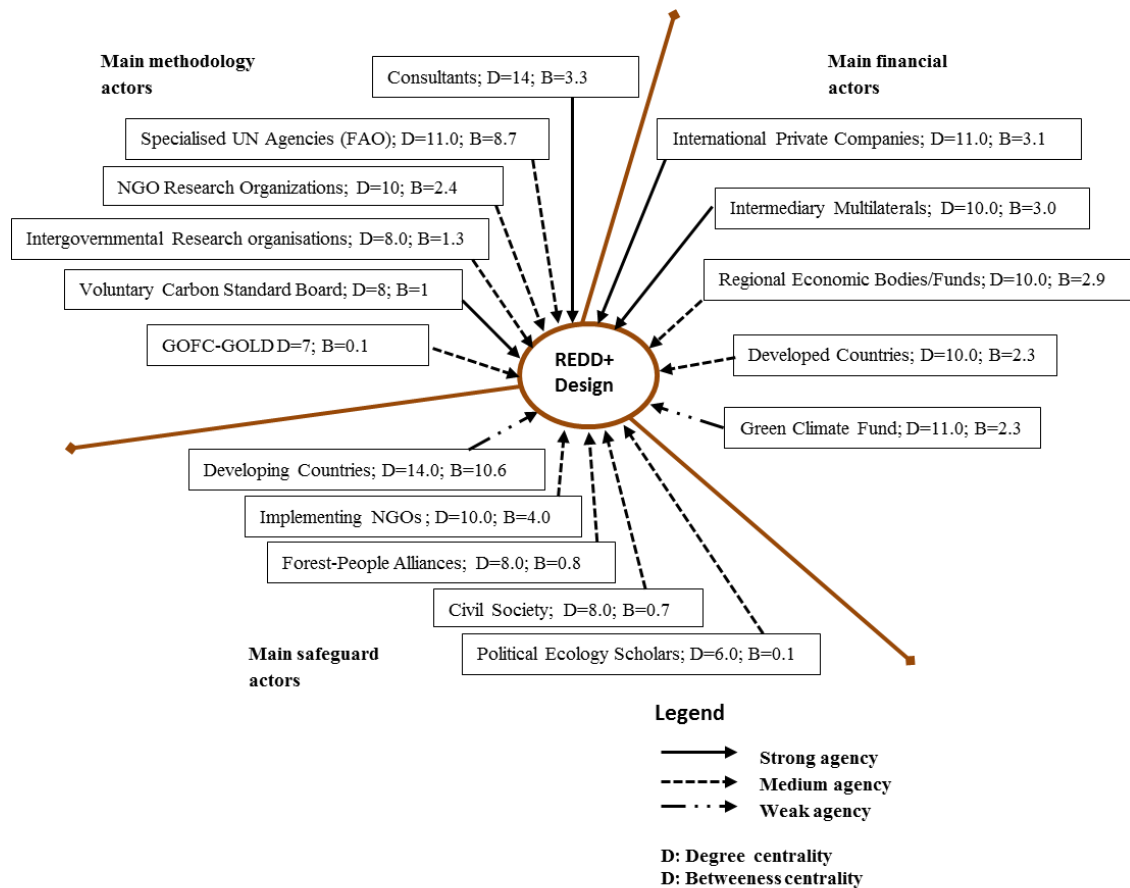 Main methodology
actors
Consultants; D=14; B=3.3
Main financial
actors
Specialised UN Agencies (FAO); D=11.0; B=8.7
International Private Companies; D=11.0; B=3.1
NGO Research Organizations; D=10; B=2.4
Intermediary Multilaterals; D=10.0; B=3.0
Intergovernmental Research organisations; D=8.0; B=1.3
Regional Economic Bodies/Funds; D=10.0; B=2.9
Voluntary Carbon Standard Board; D=8; B=1
GOFC-GOLD D=7; B=0.1
REDD+
Design
Developed Countries; D=10.0; B=2.3
Green Climate Fund; D=11.0; B=2.3
Developing Countries; D=14.0; B=10.6
Implementing NGOs ; D=10.0; B=4.0
Forest-People Alliances; D=8.0; B=0.8
Civil Society; D=8.0; B=0.7
Main safeguard
actors
Political Ecology Scholars; D=6.0; B=0.1
Legend
Strong agency
Medium agency
Weak agency
D: Degree centrality
D: Betweeness centrality